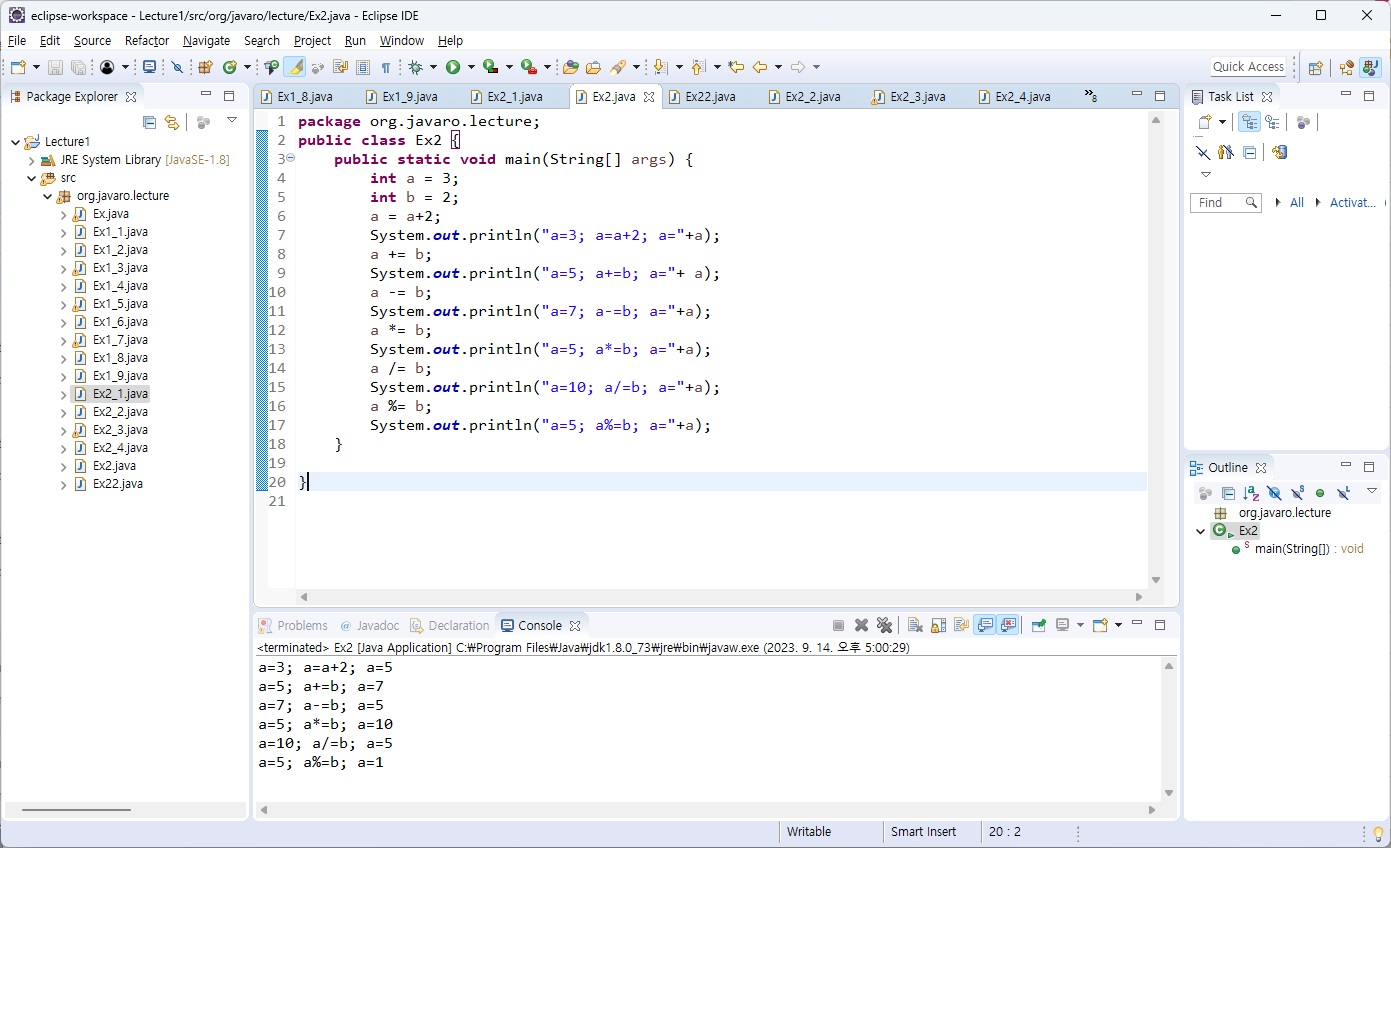 eclipse-workspace - Lecture1/src/org/javaro/lecture/Ex2.java - Eclipse IDE
File Edit Source Refactor Navigate Search Project Run Window Help
Quick Access
Package Explorer
Lecture1
JRE System Library [JavaSE-1.8]
src
org.javaro.lecture
Ex.java
Ex1_1.java
Ex1_2.java
Ex1_3.java
Ex1_4.java
Ex1_5.java
Ex1_6.java
Ex1_7.java
Ex1_8.java
Ex1_9.java
Ex2_1.java
Ex2_2.java
Ex2_3.java
Ex2_4.java
Ex2.java
Ex22.java
Ex1_8.java Ex1_9.java Ex2_1.java Ex2.java Ex22.java Ex2_2.java Ex2_3.java Ex2_4.java »8
1 package org.javaro.lecture;
2 public class Ex2 {
3 public static void main(String[] args) {
4 int a = 3;
5 int b = 2;
6 a = a+2;
7 System.out.println("a=3; a=a+2; a="+a);
8 a += b;
9 System.out.println("a=5; a+=b; a="+ a);
10 a -= b;
11 System.out.println("a=7; a-=b; a="+a);
12 a *= b;
13 System.out.println("a=5; a*=b; a="+a);
14 a /= b;
15 System.out.println("a=10; a/=b; a="+a);
16 a %= b;
17 System.out.println("a=5; a%=b; a="+a);
18 }
19
20 }
21
Problems @ Javadoc Declaration Console
<terminated> Ex2 [Java Application] C:₩Program Files₩Java₩jdk1.8.0_73₩jre₩bin₩javaw.exe (2023. 9. 14. 오후 5:00:29)
a=3; a=a+2; a=5
a=5; a+=b; a=7
a=7; a-=b; a=5
a=5; a*=b; a=10
a=10; a/=b; a=5
a=5; a%=b; a=1
Task List
Find All Activat...
Outline
org.javaro.lecture
Ex2
main(String[]) : void
Writable Smart Insert 20 : 2